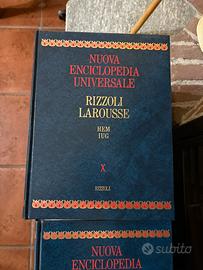 NUOVA
ENCICLOPEDIA
UNIVERSALE
RIZZOLI
LAROUSSE
HEM
IUG
X
RIZZOLI
NUOVA
ENCICLOPEDIA
subito